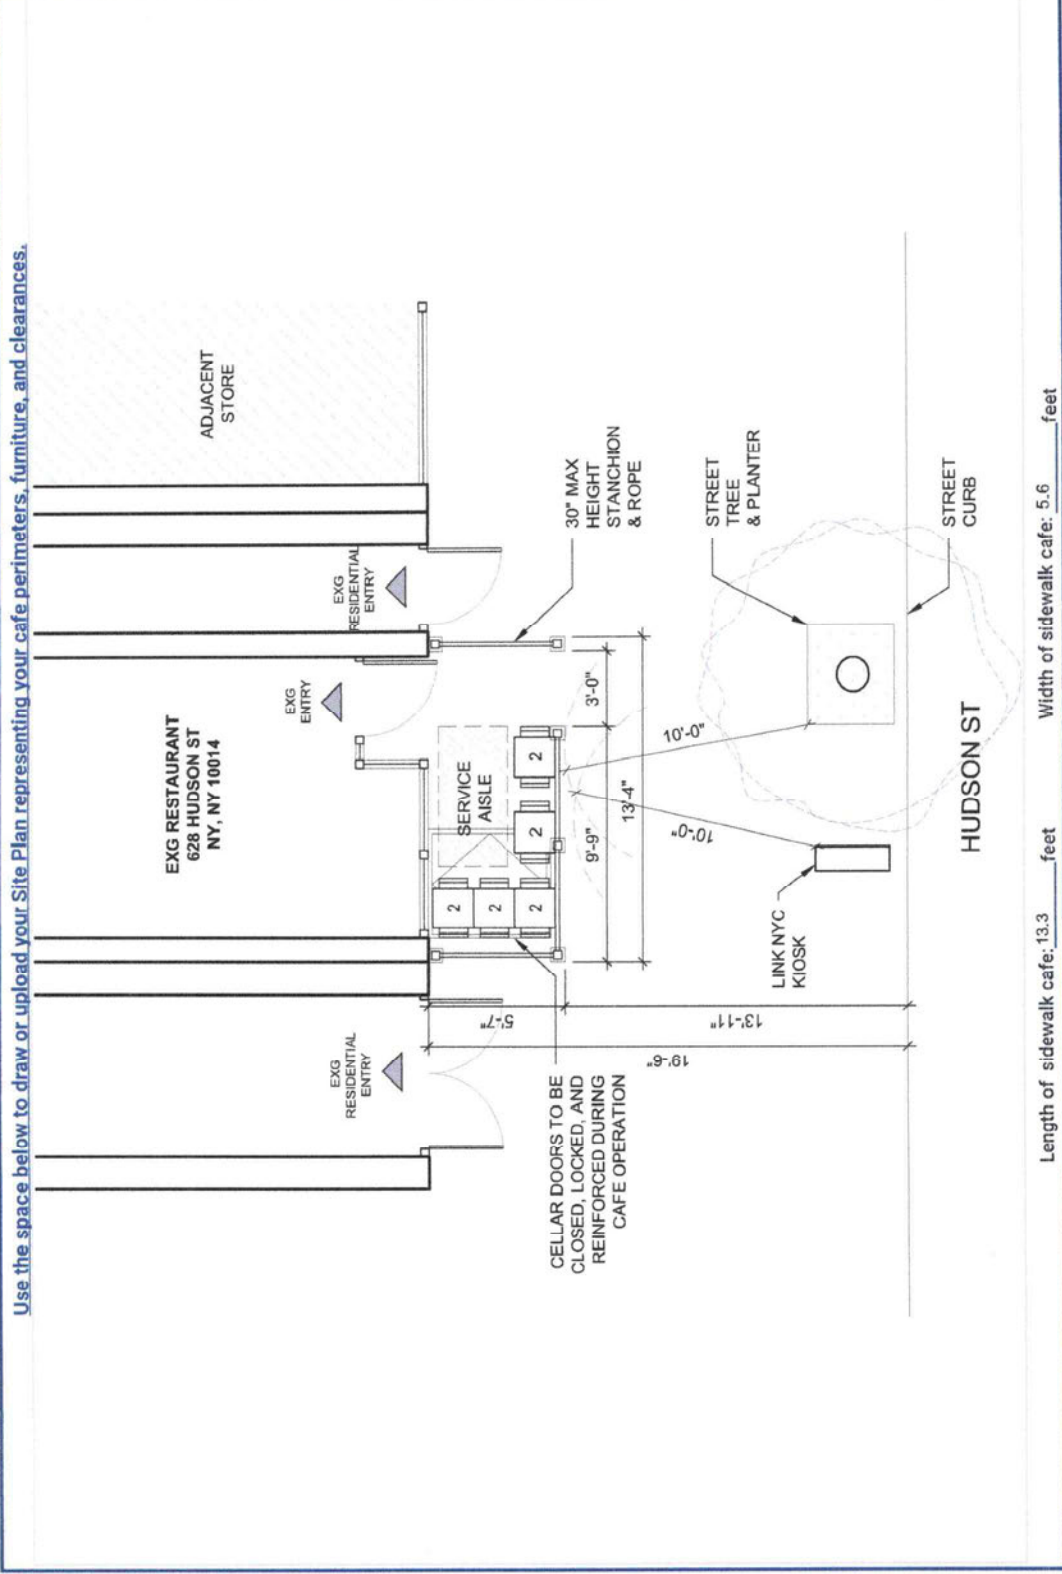 Use the space below to draw or upload your Site Plan representing your cafe perimeters, furniture, and clearances.
ADJACENT
STORE
EXG RESTAURANT
628 HUDSON ST
NY, NY 10014
EXG
RESIDENTIAL
ENTRY
EXG
ENTRY
EXG
RESIDENTIAL
ENTRY
SERVICE
AISLE
2
2
2
2
2
30" MAX
HEIGHT
STANCHION
& ROPE
3'-0"
9'-9"
13'-4"
5'-7"
13'-11"
19'-6"
10'-0"
10'-0"
STREET
TREE
& PLANTER
STREET
CURB
LINK NYC
KIOSK
CELLAR DOORS TO BE
CLOSED, LOCKED, AND
REINFORCED DURING
CAFE OPERATION
HUDSON ST
Length of sidewalk cafe: 13.3 feet Width of sidewalk cafe: 5.6 feet